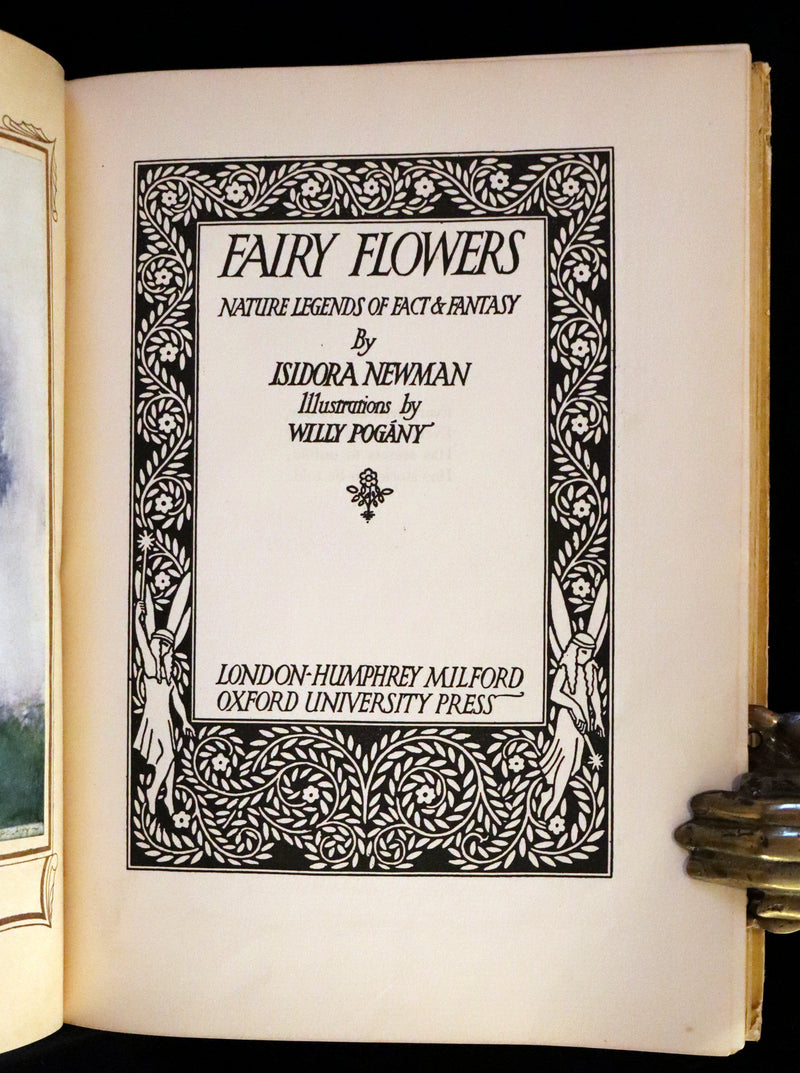 FAIRY FLOWERS
NATURE LEGENDS OF FACT & FANTASY
By
ISIDORA NEWMAN
Illustrations by
WILLY POGÁNY
LONDON-HUMPHREY MILFORD
OXFORD UNIVERSITY PRESS